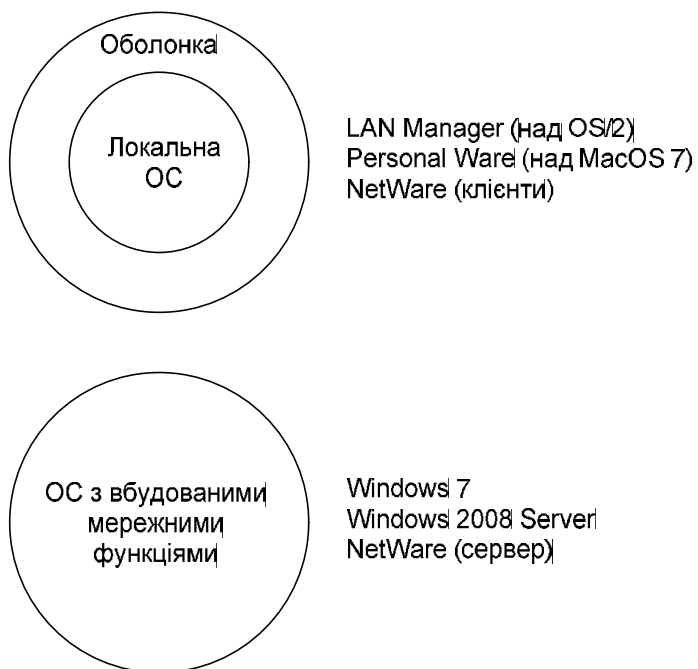 Оболонка
Локальна
ОС
LAN Manager (над OS/2)
Personal Ware (над MacOS 7)
NetWare (клієнти)
ОС з вбудованими
мережними
функціями
Windows 7
Windows 2008 Server
NetWare (сервер)